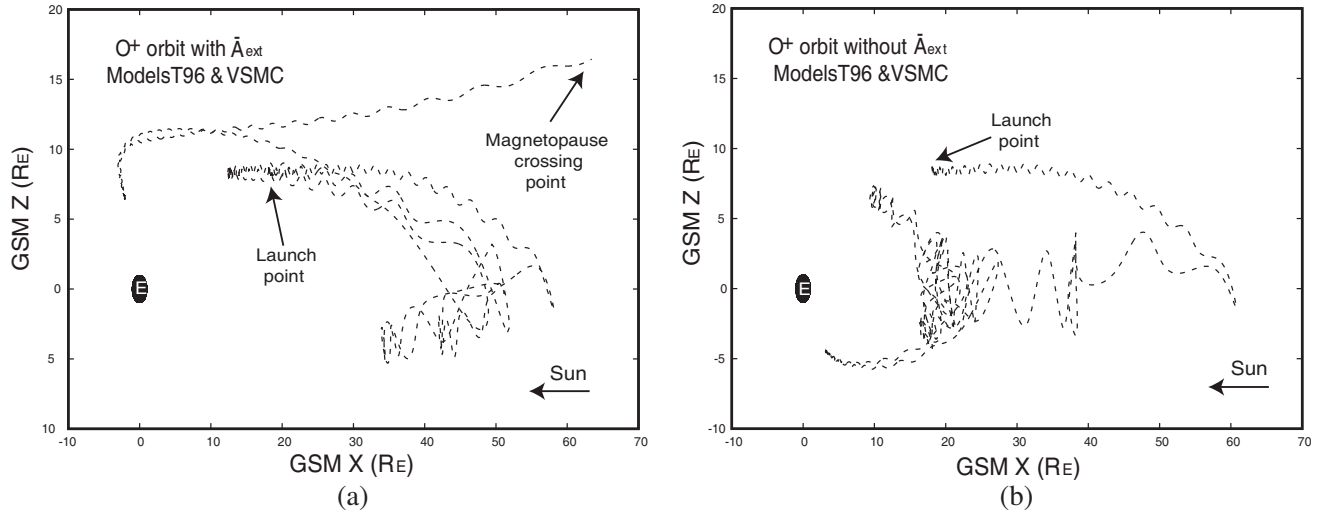 20
15
10
5
0
5
10
-10
0
10
20
30
40
50
60
70
GSM Z (RE)
GSM X (RE)
O+ orbit with Āext
ModelsT96 & VSMC
Magnetopause
crossing
point
Launch
point
E
Sun
(a)
20
15
10
5
0
-5
-10
-10
0
10
20
30
40
50
60
70
GSM Z (RE)
GSM X (RE)
O+ orbit without Āext
ModelsT96 &VSMC
Launch
point
E
Sun
(b)